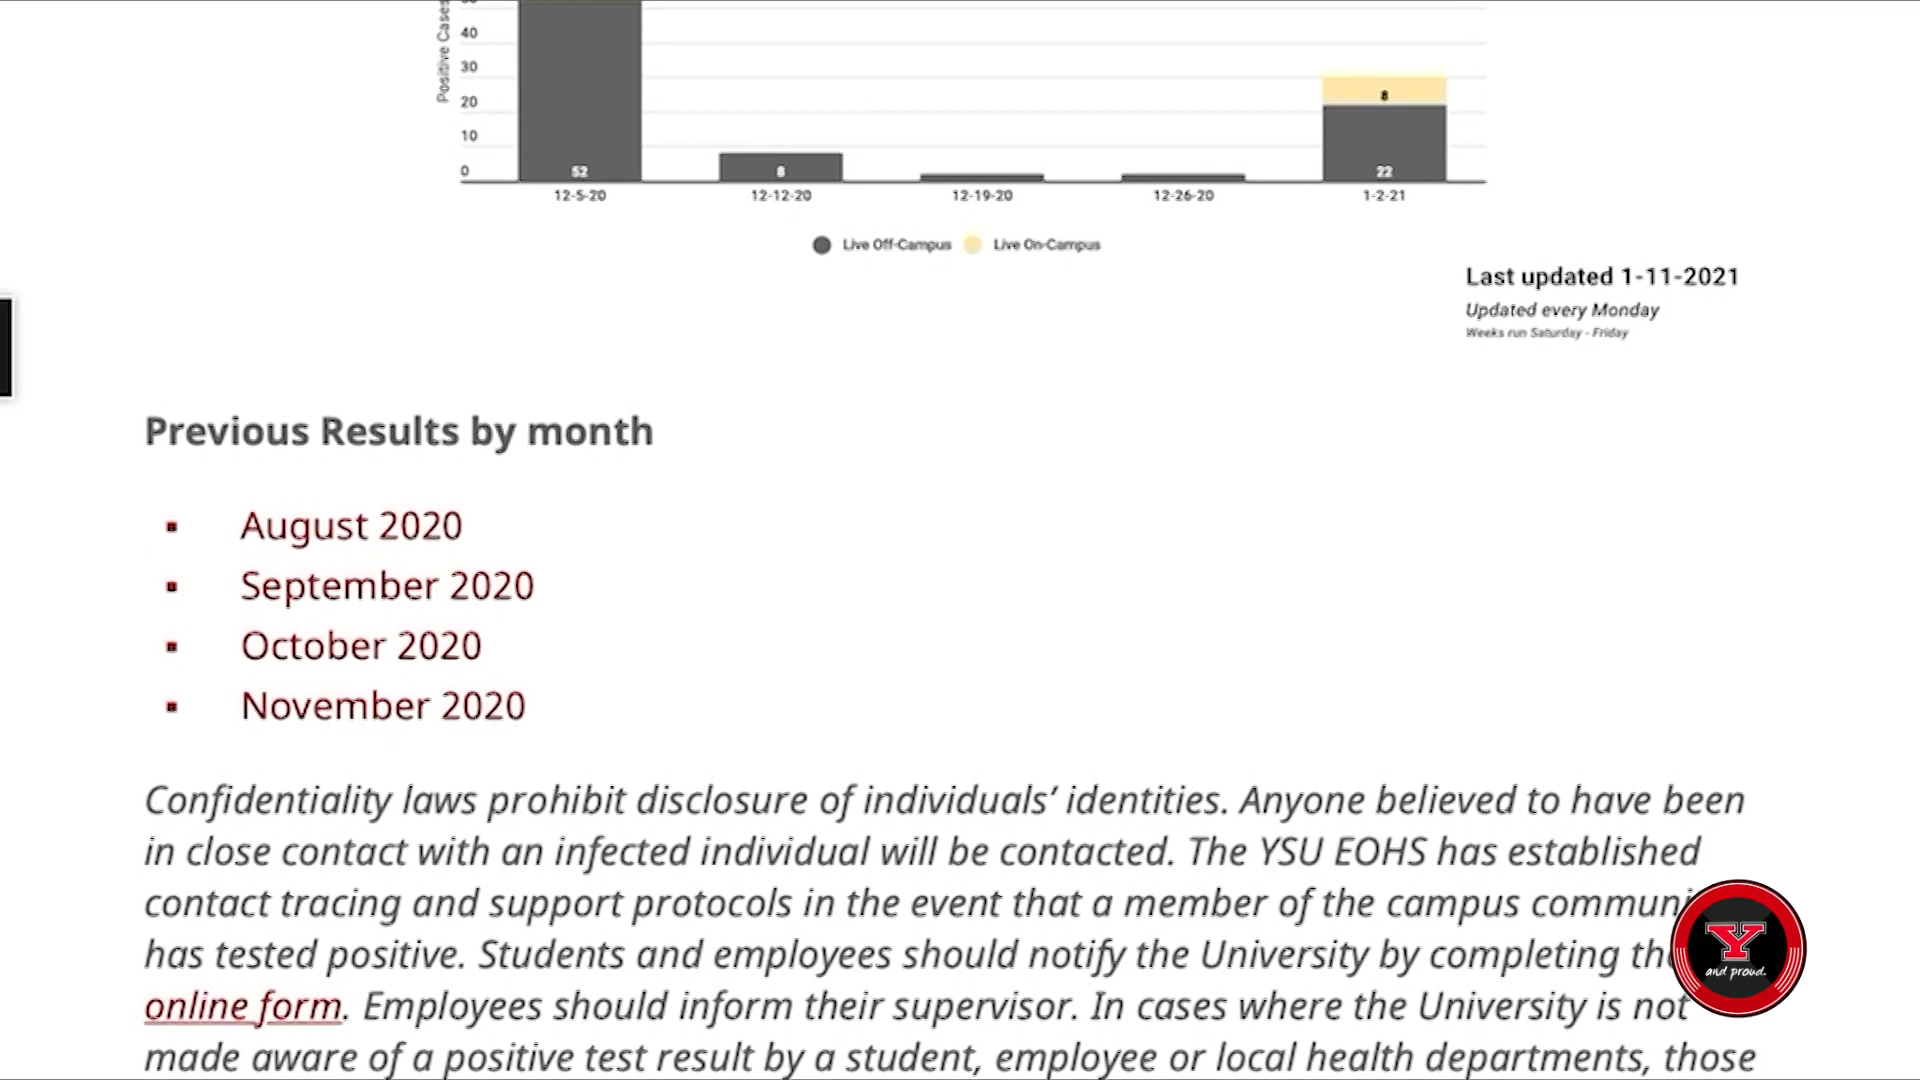 Positive Cases
40
30
20
10
0
52
8
8
22
12-5-20
12-12-20
12-19-20
12-26-20
1-2-21
Live Off-Campus
Live On-Campus
Last updated 1-11-2021
Updated every Monday
Weeks run Saturday - Friday
Previous Results by month
▪ August 2020
▪ September 2020
▪ October 2020
▪ November 2020
Confidentiality laws prohibit disclosure of individuals’ identities. Anyone believed to have been
in close contact with an infected individual will be contacted. The YSU EOHS has established
contact tracing and support protocols in the event that a member of the campus communi
has tested positive. Students and employees should notify the University by completing th
online form. Employees should inform their supervisor. In cases where the University is not
made aware of a positive test result by a student, employee or local health departments, those
Y
and proud.